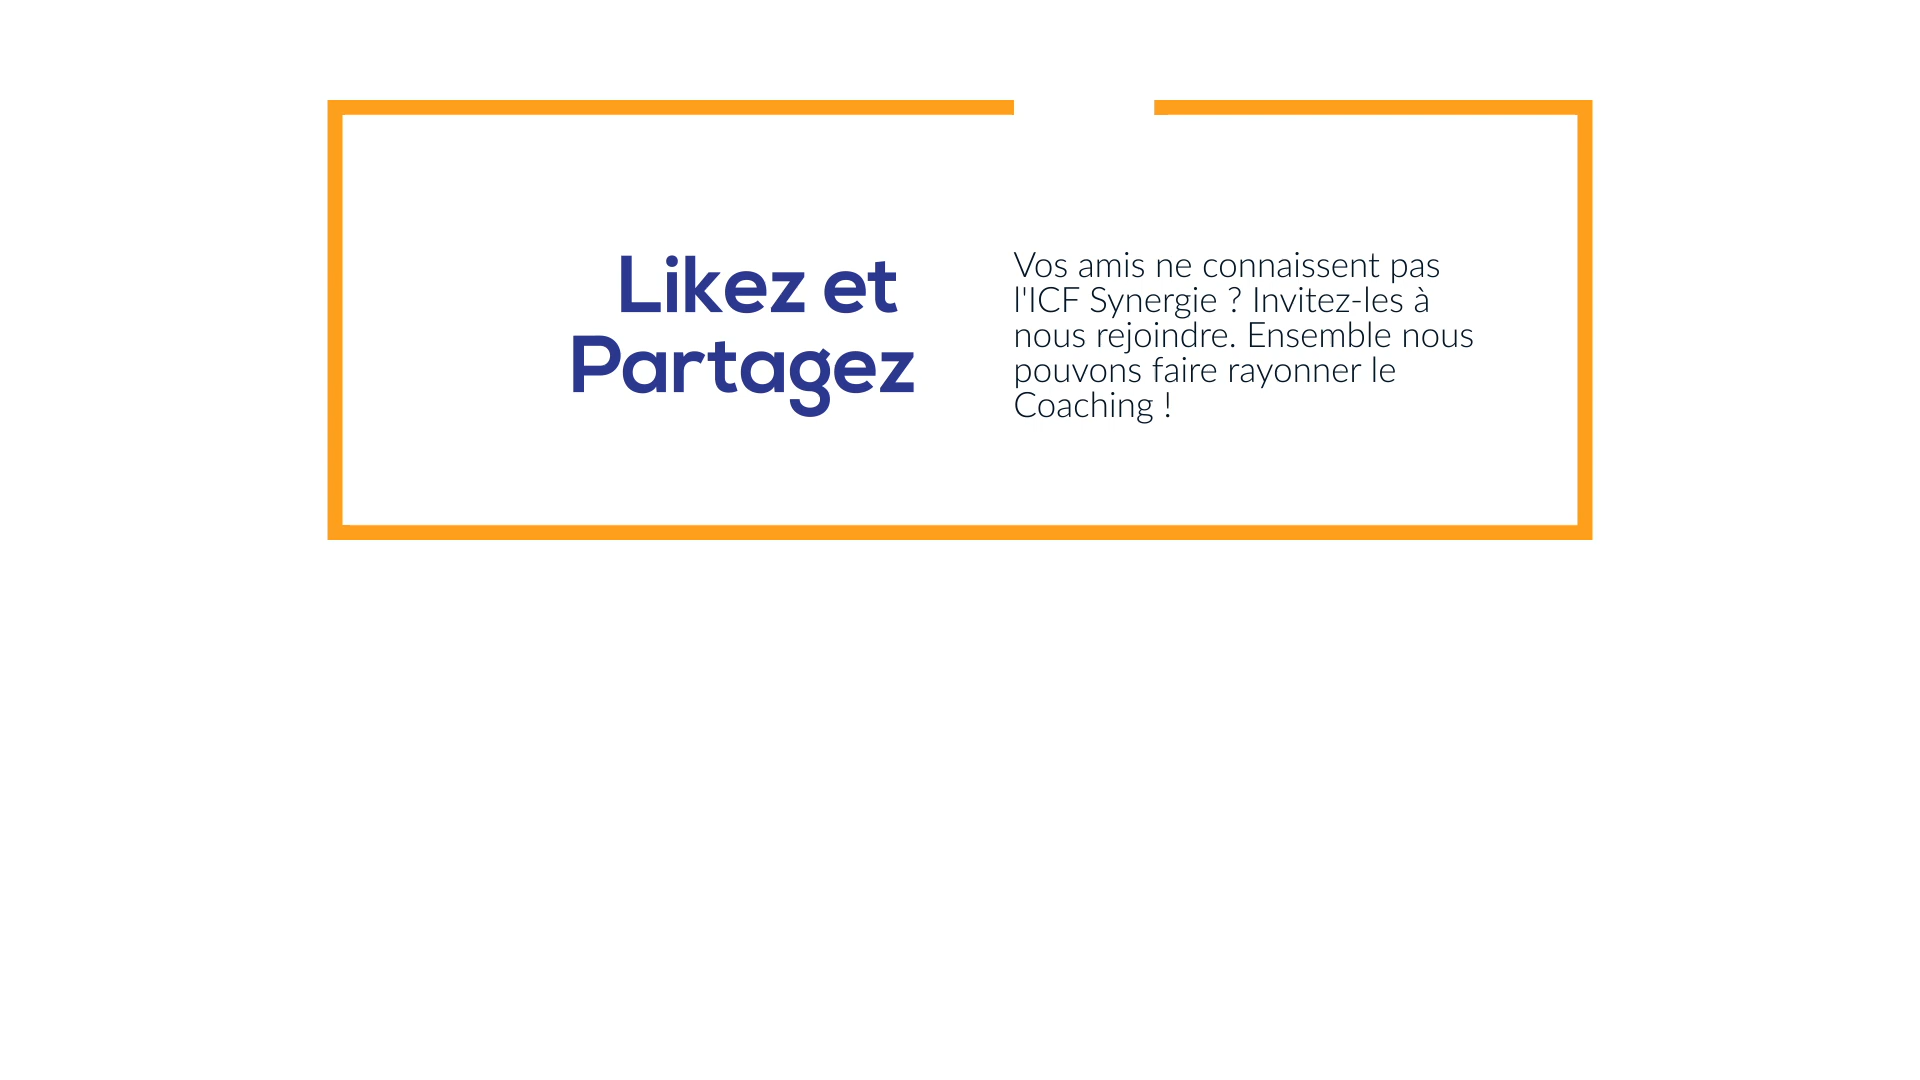 Likez et
Partagez
Vos amis ne connaissent pas
l'ICF Synergie ? Invitez-les à
nous rejoindre. Ensemble nous
pouvons faire rayonner le
Coaching !